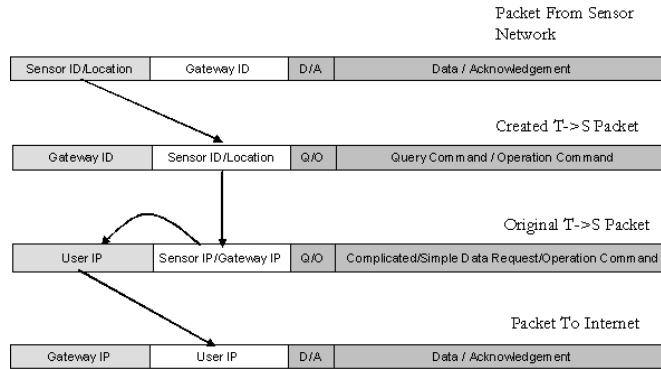 Packet From Sensor
Network
Sensor ID/Location Gateway ID D/A Data / Acknowledgement
Created T->S Packet
Gateway ID Sensor ID/Location Q/O Query Command / Operation Command
Original T->S Packet
User IP Sensor IP/Gateway IP Q/O Complicated/Simple Data Request/Operation Command
Packet To Internet
Gateway IP User IP D/A Data / Acknowledgement